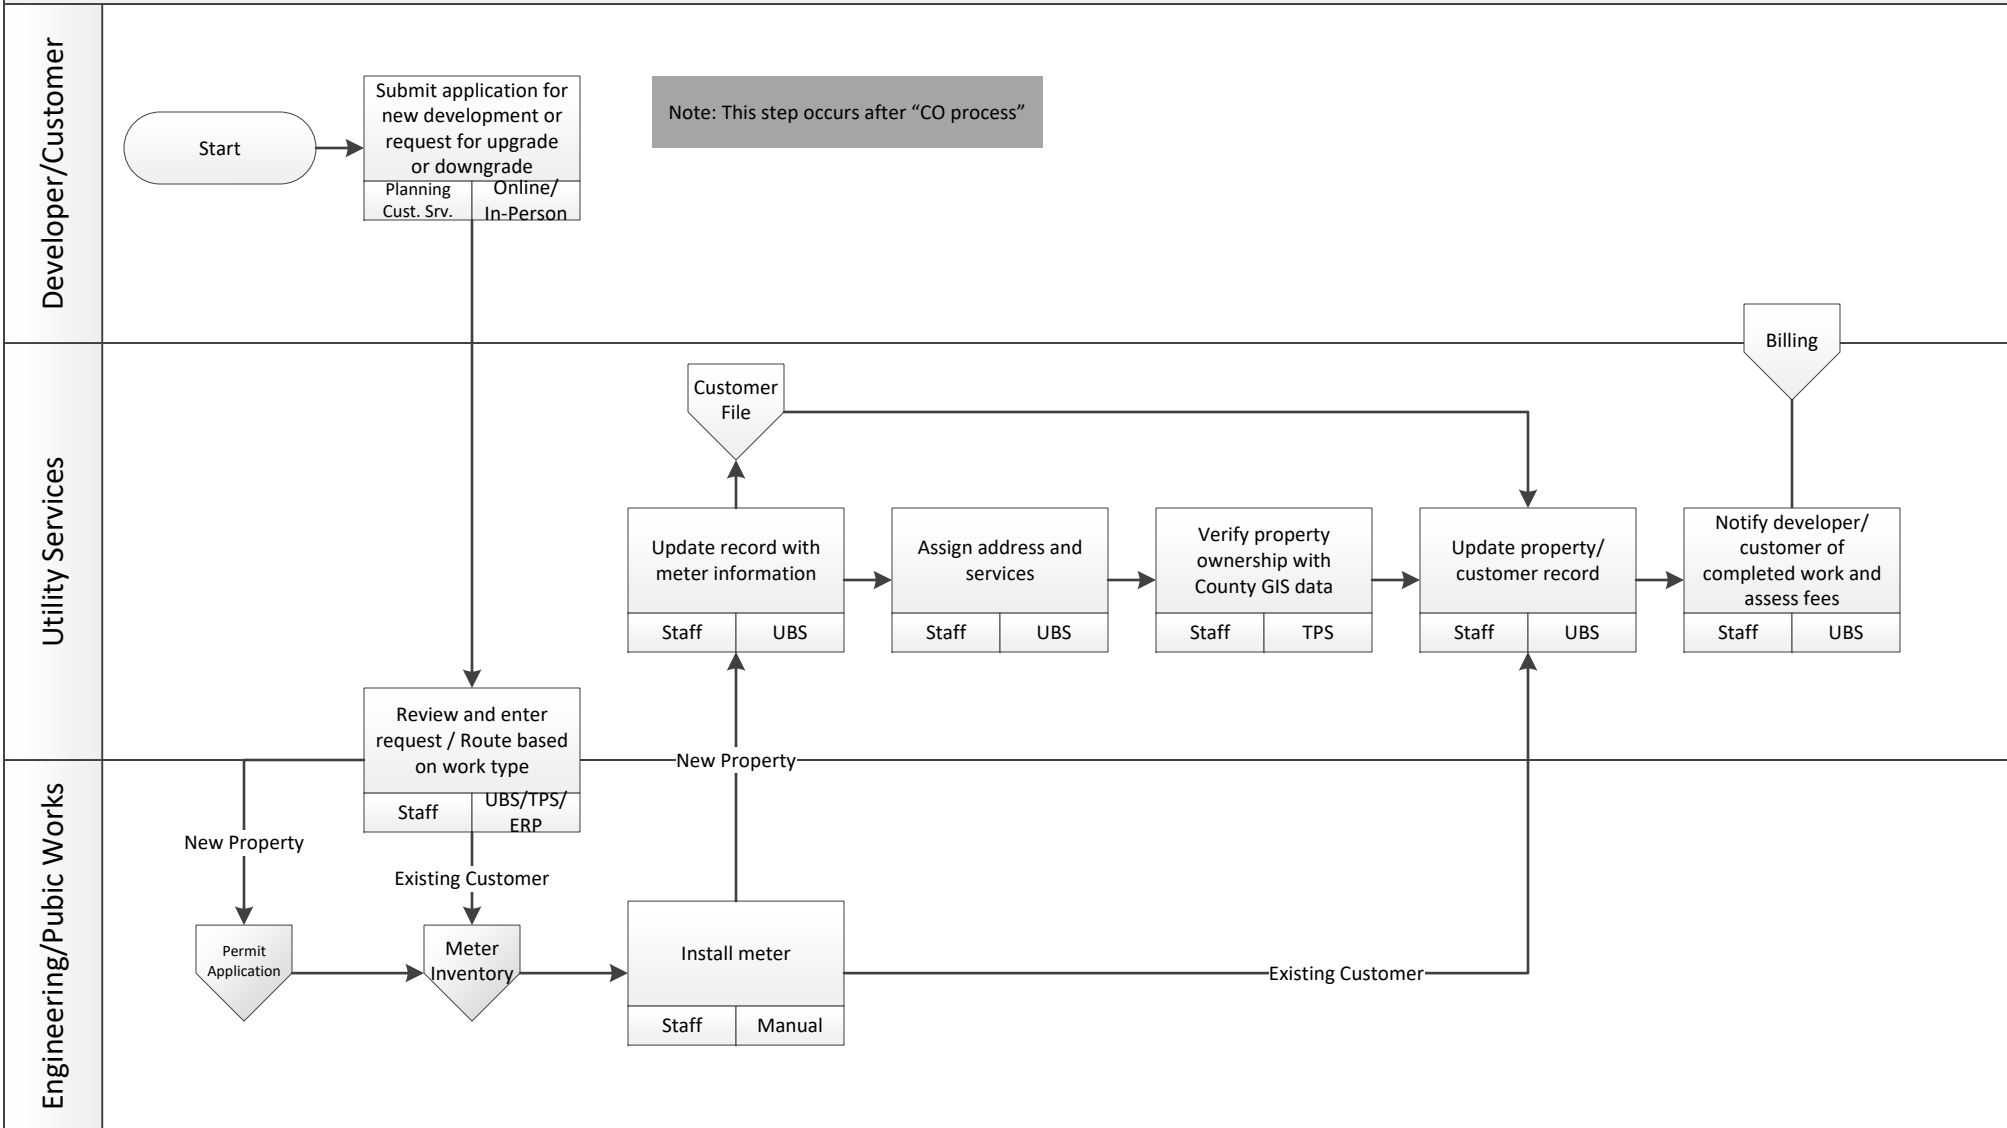 Developer/Customer
Start
Submit application for
new development or
request for upgrade
or downgrade
Planning
Cust. Srv.
Online/
In-Person
Note: This step occurs after “CO process”
Billing
Utility Services
Customer
File
Update record with
meter information
Staff
UBS
Assign address and
services
Staff
UBS
Verify property
ownership with
County GIS data
Staff
TPS
Update property/
customer record
Staff
UBS
Notify developer/
customer of
completed work and
assess fees
Staff
UBS
Review and enter
request / Route based
on work type
Staff
UBS/TPS/
ERP
New Property
Engineering/Pubic Works
New Property
Existing Customer
Permit
Application
Meter
Inventory
Install meter
Staff
Manual
Existing Customer